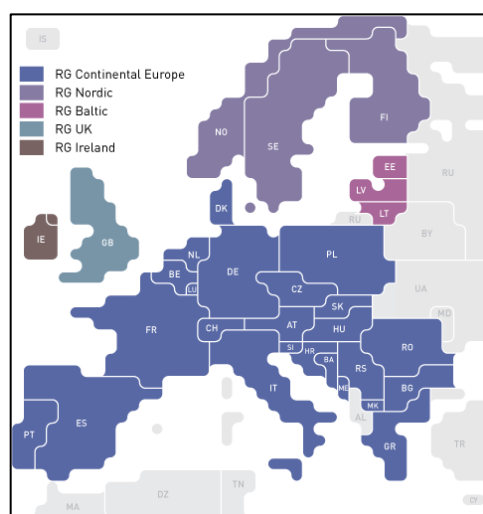 IS
RG Continental Europe
RG Nordic
RG Baltic
RG UK
RG Ireland
NO
SE
FI
RU
EE
LV
LT
RU
BY
DK
IE
GB
NL
BE
LU
DE
PL
CZ
UA
SK
MD
FR
CH
AT
HU
SI
HR
BA
RS
RO
IT
ME
BG
MK
AL
PT
ES
GR
TR
MA
DZ
TN
CY